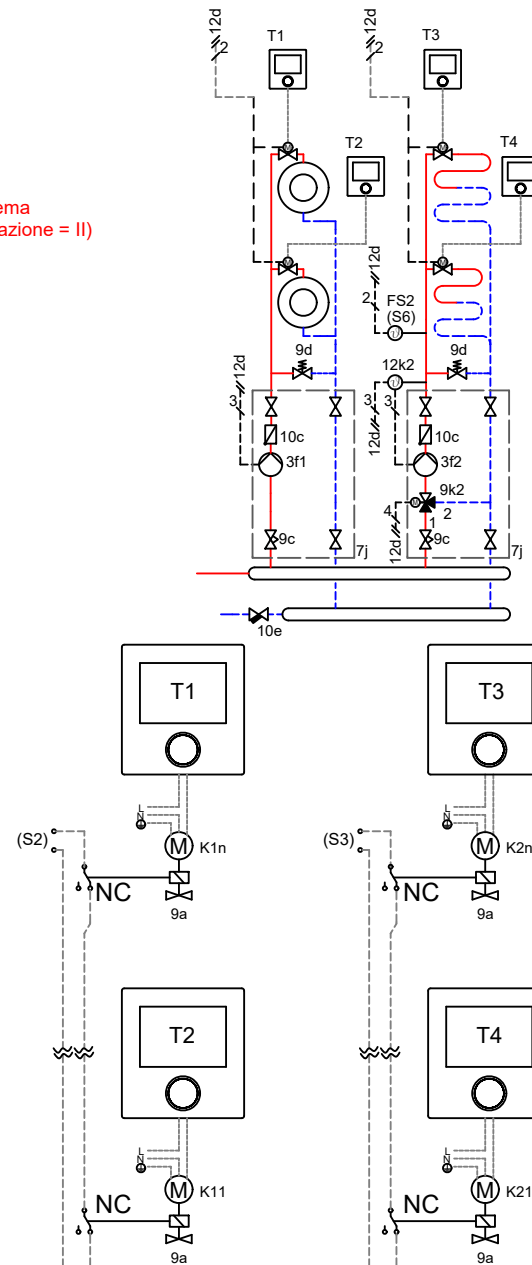 12d
2
T1
T2
12d
2
T3
T4
ema
azione = II)
12d
2
FS2
(S6)
9d
12k2
9d
12d
3
3
12d
3
10c
3f1
10c
3f2
9k2
4
12d
1
2
9c
7j
9c
7j
10e
T1
T3
L
N
L
N
(S2)
M
K1n
(S3)
M
K2n
NC
9a
NC
9a
T2
T4
L
N
L
N
M
K11
M
K21
NC
9a
NC
9a